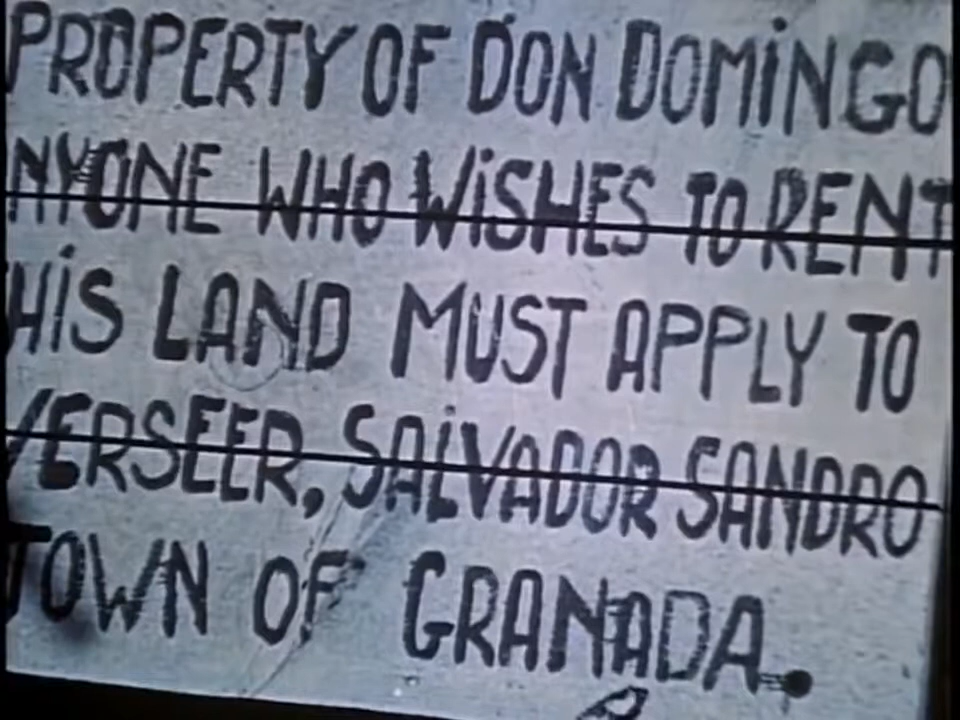 PROPERTY OF DON DOMiNGO
NYONE WHO WiSHES TO RENT
HiS LAND MUST APPLY TO
VERSEER, SALVADOR SANDRO
TOWN OF GRANADA.